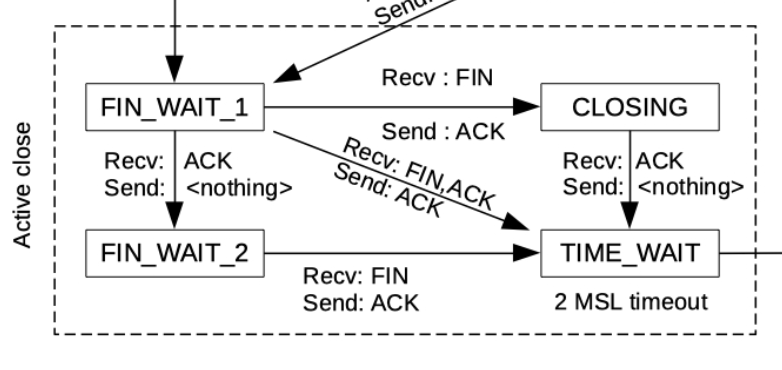 Send:
Recv : FIN
FIN_WAIT_1
CLOSING
Send : ACK
Active close
Recv: ACK
Send: <nothing>
Recv: FIN,ACK
Send: ACK
Recv: ACK
Send: <nothing>
FIN_WAIT_2
TIME_WAIT
Recv: FIN
Send: ACK
2 MSL timeout